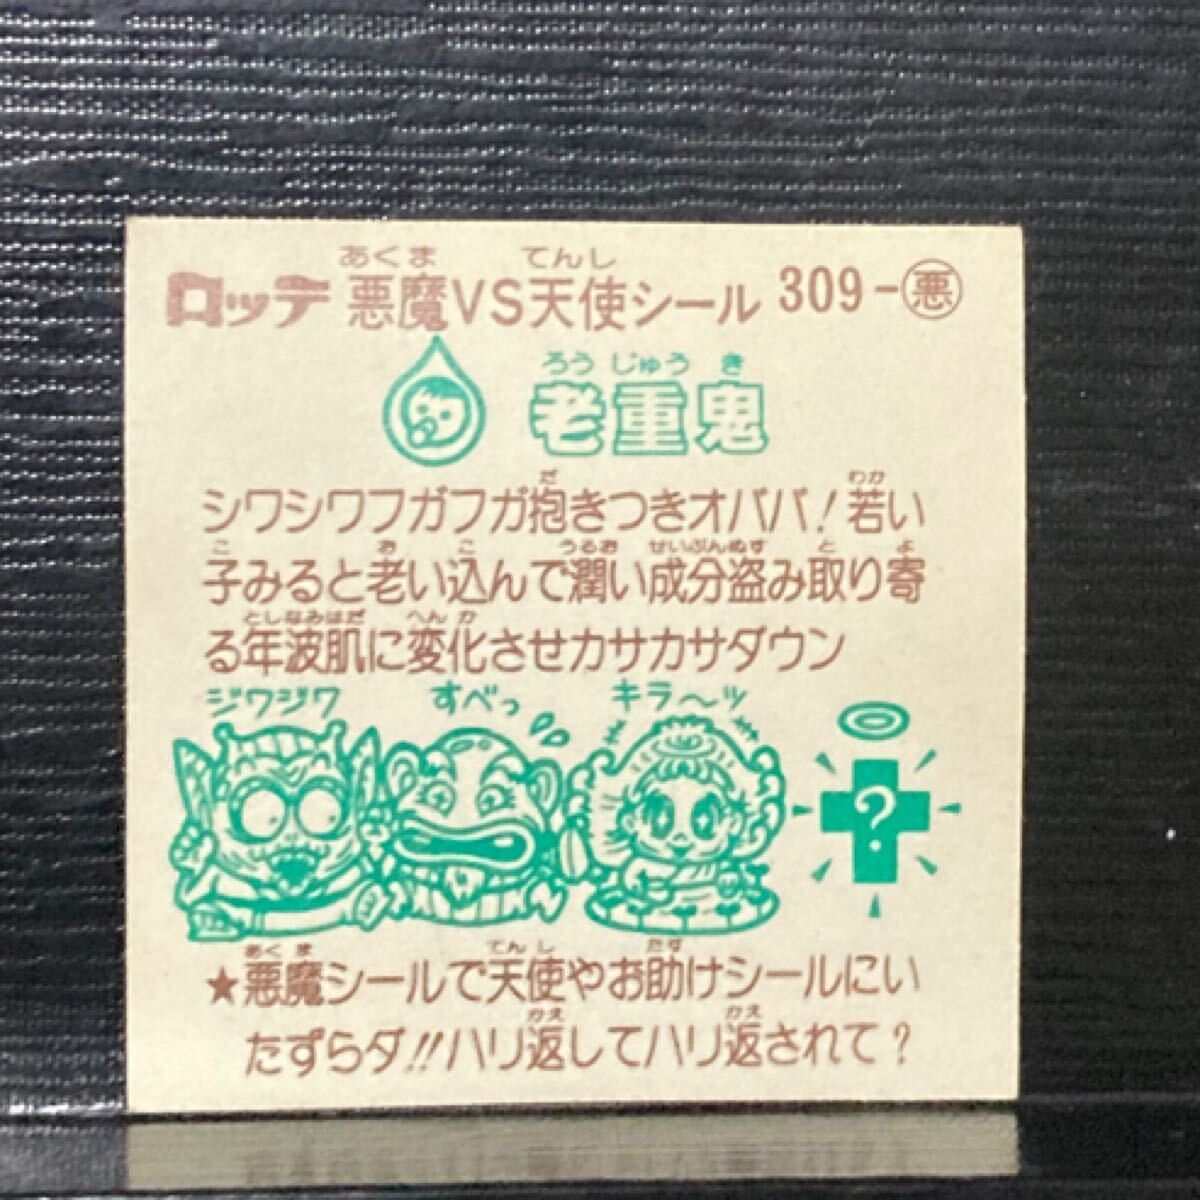 あくま てんし
ロッテ 悪魔VS天使シール 309-悪
ろうじゅうき
老重鬼
だ わか
シワシワフガフガ抱きつきオババ!若い
こ お こ うるお せいぶんぬす と よ
子みると老い込んで潤い成分盗み取り寄
としなみはだ へんか
る年波肌に変化させカサカサダウン
ジワジワ すべっ キラ〜ッ
?
あくま てんし たす
★悪魔シールで天使やお助けシールにい
かえ かえ
たずらダ!!ハリ返してハリ返されて?